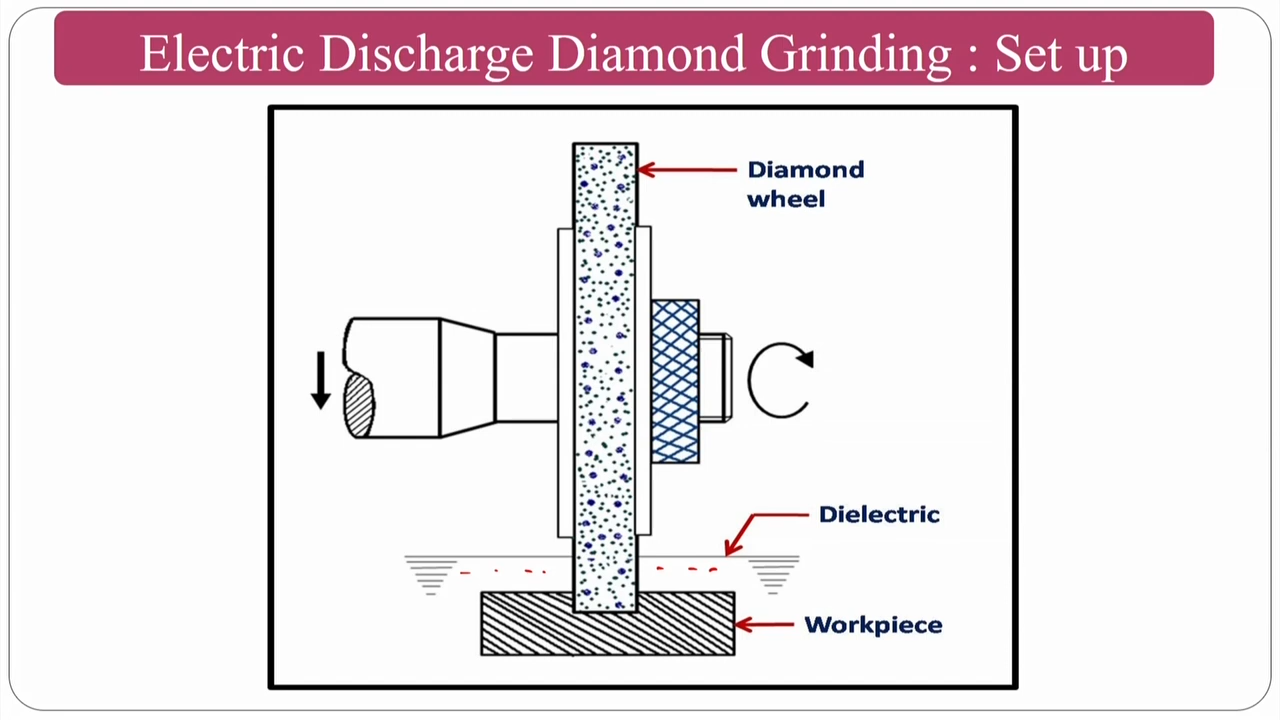 Electric Discharge Diamond Grinding : Set up
Diamond
wheel
Dielectric
Workpiece